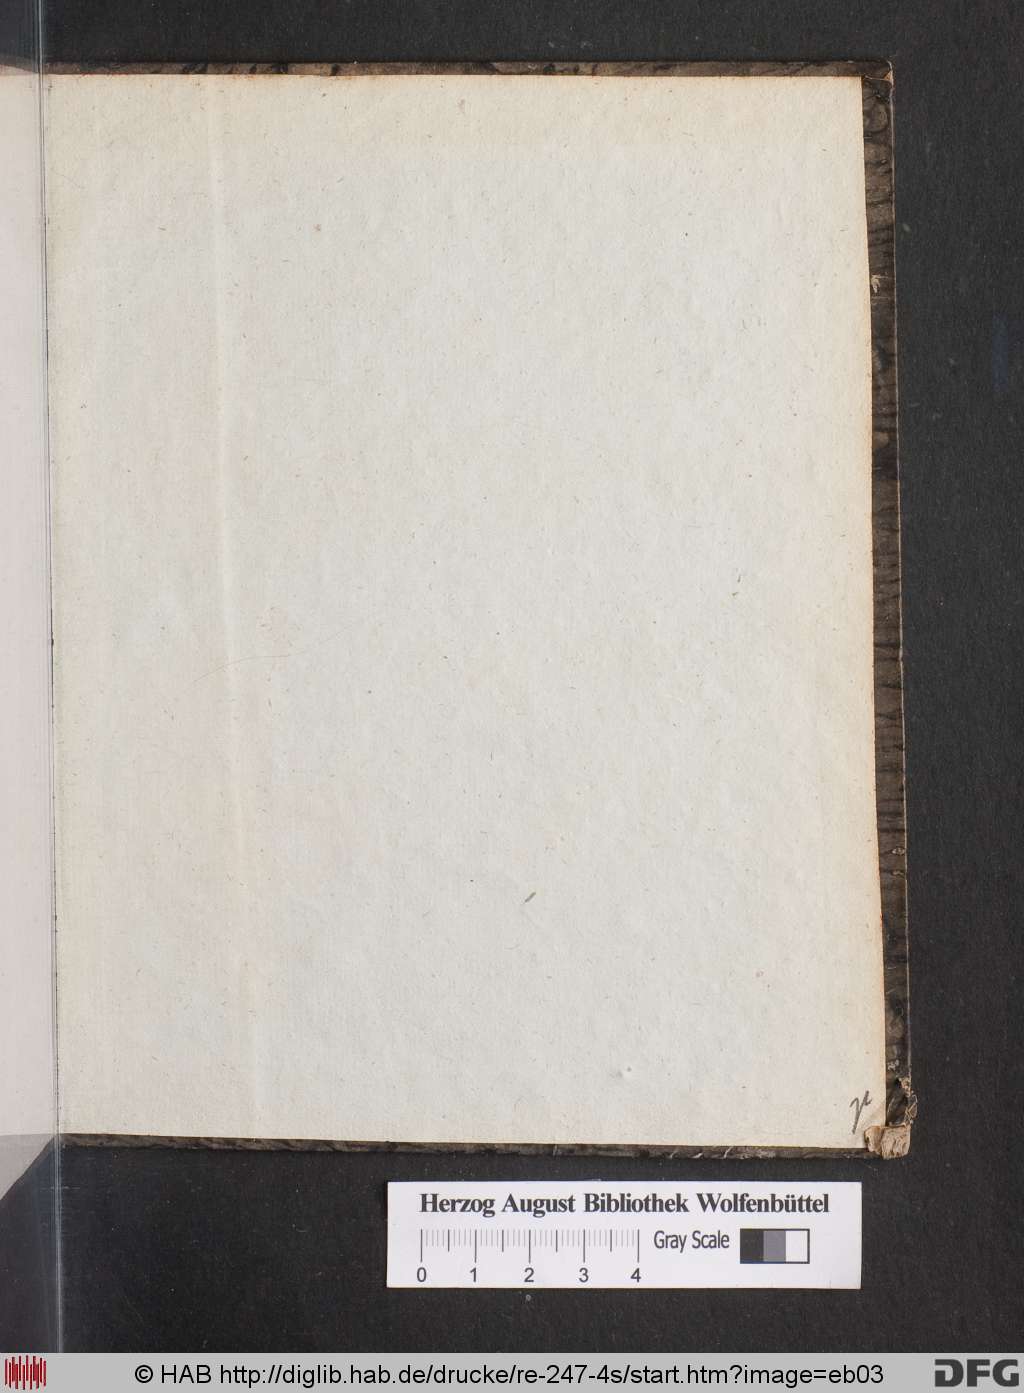 Herzog August Bibliothek Wolfenbüttel
Gray Scale
0 1 2 3 4
© HAB http://diglib.hab.de/drucke/re-247-4s/start.htm?image=eb03
DFG